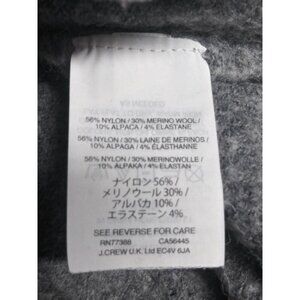 56% NYLON / 30% MERINO WOOL /
10% ALPACA / 4% ELASTANE
56% NYLON / 30% LAINE DE MERINOS /
10% ALPAGA / 4% ÉLASTHANNE
56% NYLON / 30% MERINOWOLLE /
10% ALPAKA / 4% ELASTAN
ナイロン 56% /
メリノウール 30% /
アルパカ 10% /
エラステーン 4%
SEE REVERSE FOR CARE
RN77388 CA56445
J.CREW U.K. Ltd EC4V 6JA